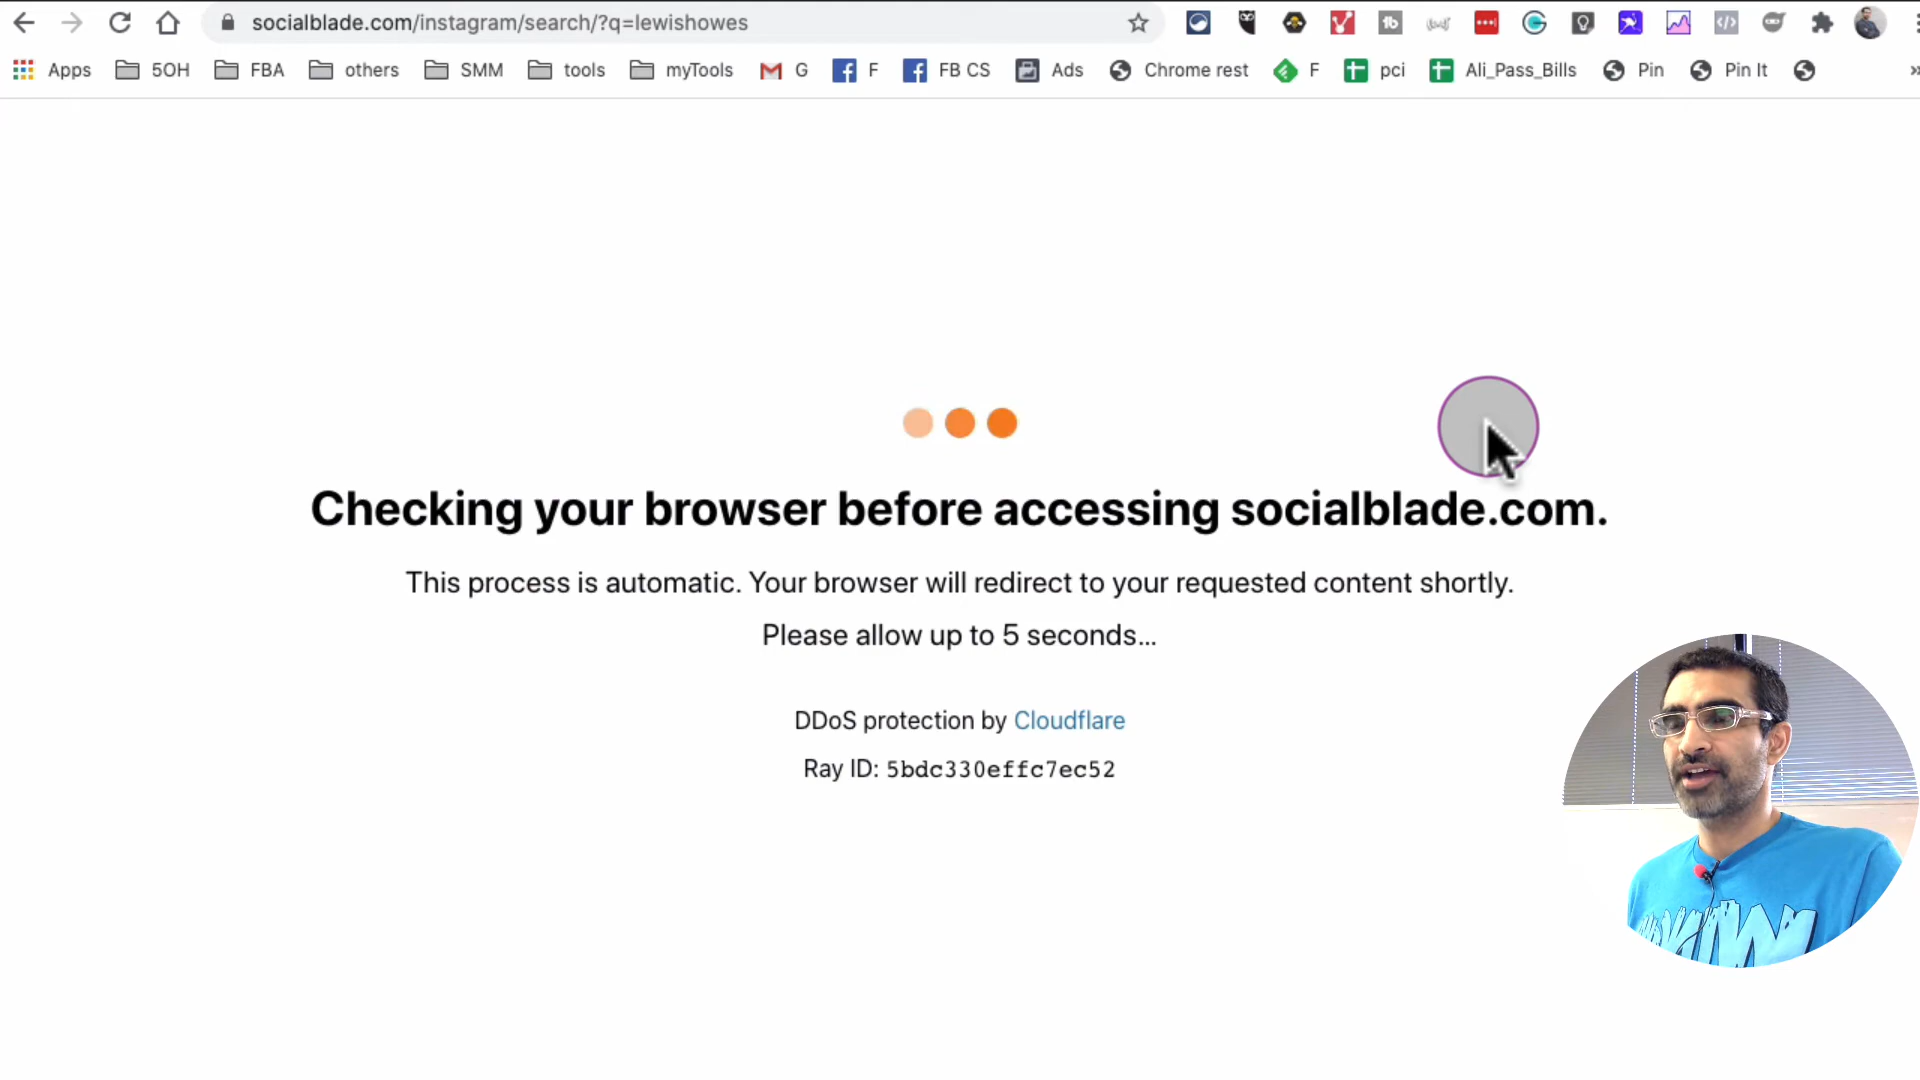 socialblade.com/instagram/search/?q=lewishowes
Apps 5OH FBA others SMM tools myTools G F FB CS Ads Chrome rest F pci Ali_Pass_Bills Pin Pin It
Checking your browser before accessing socialblade.com.
This process is automatic. Your browser will redirect to your requested content shortly.
Please allow up to 5 seconds…
DDoS protection by Cloudflare
Ray ID: 5bdc330effc7ec52